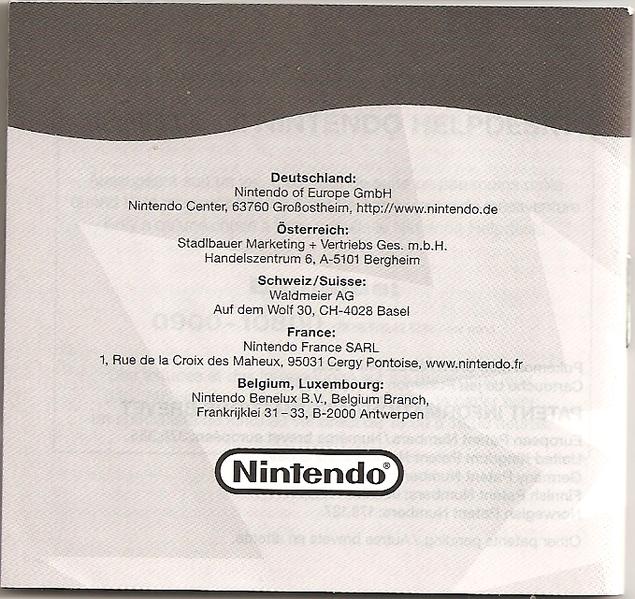 Deutschland:
Nintendo of Europe GmbH
Nintendo Center, 63760 Großostheim, http://www.nintendo.de
Österreich:
Stadlbauer Marketing + Vertriebs Ges. m.b.H.
Handelszentrum 6, A-5101 Bergheim
Schweiz/Suisse:
Waldmeier AG
Auf dem Wolf 30, CH-4028 Basel
France:
Nintendo France SARL
1, Rue de la Croix des Maheux, 95031 Cergy Pontoise, www.nintendo.fr
Belgium, Luxembourg:
Nintendo Benelux B.V., Belgium Branch,
Frankrijklei 31–33, B-2000 Antwerpen
Nintendo®